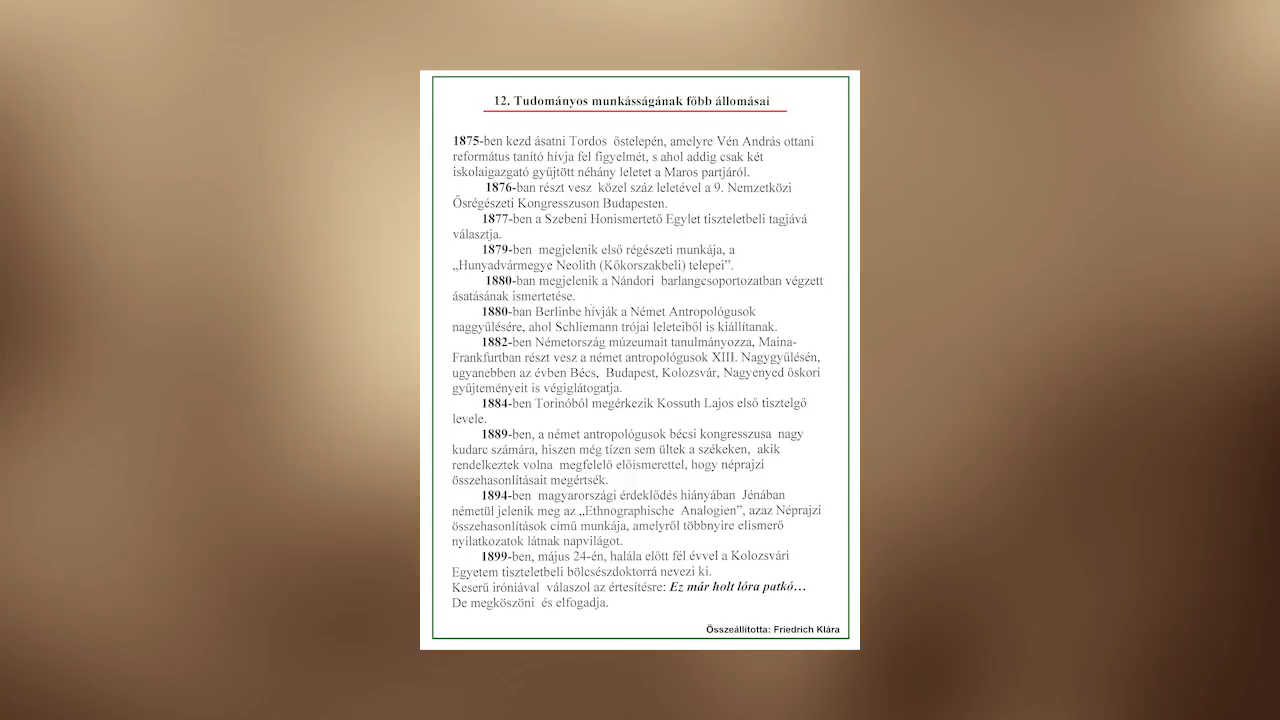 12. Tudományos munkásságának főbb állomásai
1875-ben kezd ásatni Tordos őstelepén, amelyre Vén András ottani
református tanító hívja fel figyelmét, s ahol addig csak két
iskolaigazgató gyűjtött néhány leletet a Maros partjáról.
1876-ban részt vesz közel száz leletével a 9. Nemzetközi
Ősrégészeti Kongresszuson Budapesten.
1877-ben a Szebeni Honismertető Egylet tiszteletbeli tagjává
választja.
1879-ben megjelenik első régészeti munkája, a
„Hunyadvármegye Neolith (Kőkorszakbeli) telepei”.
1880-ban megjelenik a Nándori barlangcsoportozatban végzett
ásatásának ismertetése.
1880-ban Berlinbe hívják a Német Antropológusok
naggyűlésére, ahol Schliemann trójai leleteiből is kiállítanak.
1882-ben Németország múzeumait tanulmányozza, Maina-
Frankfurtban részt vesz a német antropológusok XIII. Nagygyűlésén,
ugyanebben az évben Bécs, Budapest, Kolozsvár, Nagyenyed őskori
gyűjteményeit is végiglátogatja.
1884-ben Torinóból megérkezik Kossuth Lajos első tisztelgő
levele.
1889-ben, a német antropológusok bécsi kongresszusa nagy
kudarc számára, hiszen még tízen sem ültek a székeken, akik
rendelkeztek volna megfelelő előismerettel, hogy néprajzi
összehasonlításait megértsék.
1894-ben magyarországi érdeklődés hiányában Jénában
németül jelenik meg az „Ethnographische Analogien”, azaz Néprajzi
összehasonlítások című munkája, amelyről többnyire elismerő
nyilatkozatok látnak napvilágot.
1899-ben, május 24-én, halála előtt fél évvel a Kolozsvári
Egyetem tiszteletbeli bölcsészdoktorrá nevezi ki.
Keserű iróniával válaszol az értesítésre: Ez már holt lóra patkó…
De megköszöni és elfogadja.
Összeállította: Friedrich Klára